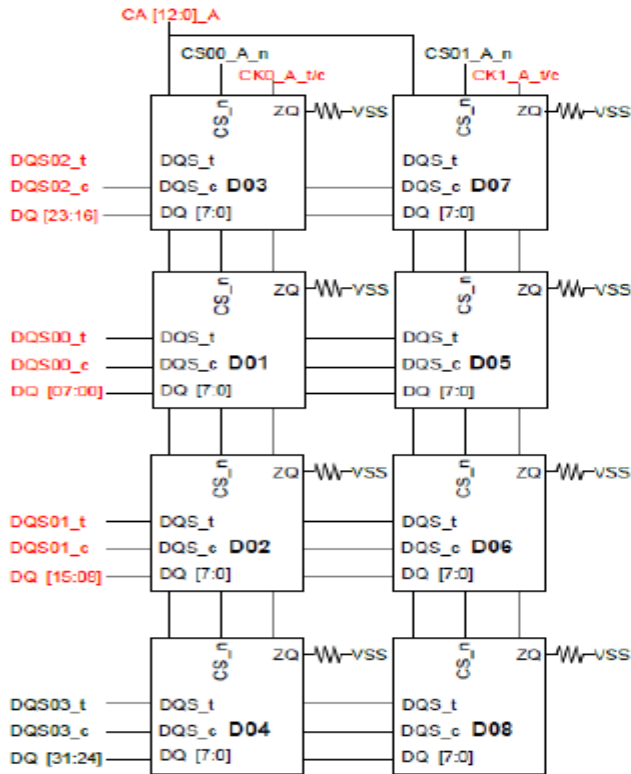 CA [12:0]_A
CS00_A_n CS01_A_n
CK0_A_t/c CK1_A_t/c
CS_n ZQ VSS CS_n ZQ VSS
DQS02_t DQS_t DQS_t
DQS02_c DQS_c D03 DQS_c D07
DQ [23:16] DQ [7:0] DQ [7:0]
CS_n ZQ VSS CS_n ZQ VSS
DQS00_t DQS_t DQS_t
DQS00_c DQS_c D01 DQS_c D05
DQ [07:00] DQ [7:0] DQ [7:0]
CS_n ZQ VSS CS_n ZQ VSS
DQS01_t DQS_t DQS_t
DQS01_c DQS_c D02 DQS_c D06
DQ [15:08] DQ [7:0] DQ [7:0]
CS_n ZQ VSS CS_n ZQ VSS
DQS03_t DQS_t DQS_t
DQS03_c DQS_c D04 DQS_c D08
DQ [31:24] DQ [7:0] DQ [7:0]